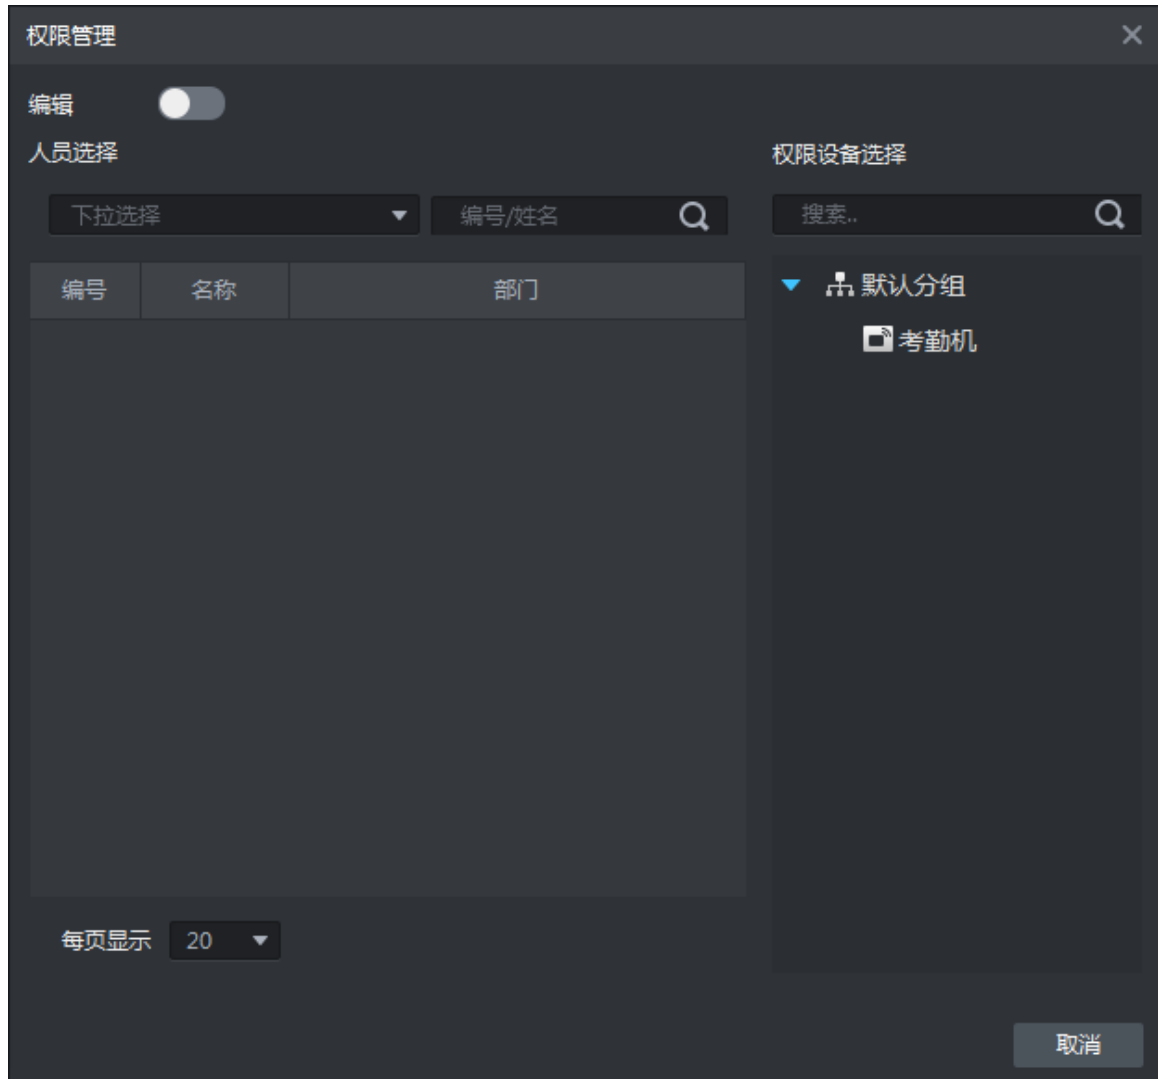 权限管理
编辑
人员选择
权限设备选择
下拉选择
编号/姓名
搜索..
编号 名称 部门
默认分组
考勤机
每页显示 20
取消